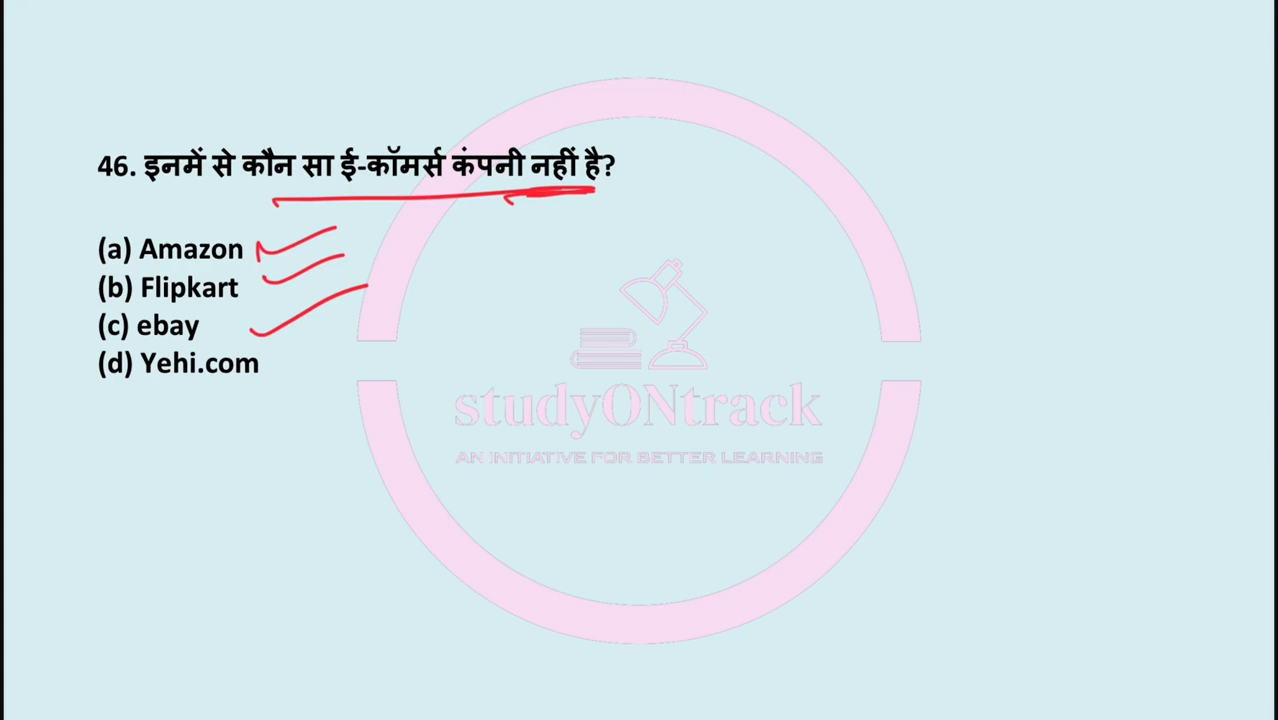 46. इनमें से कौन सा ई-कॉमर्स कंपनी नहीं है?
(a) Amazon
(b) Flipkart
(c) ebay
(d) Yehi.com
studyONtrack
AN INITIATIVE FOR BETTER LEARNING